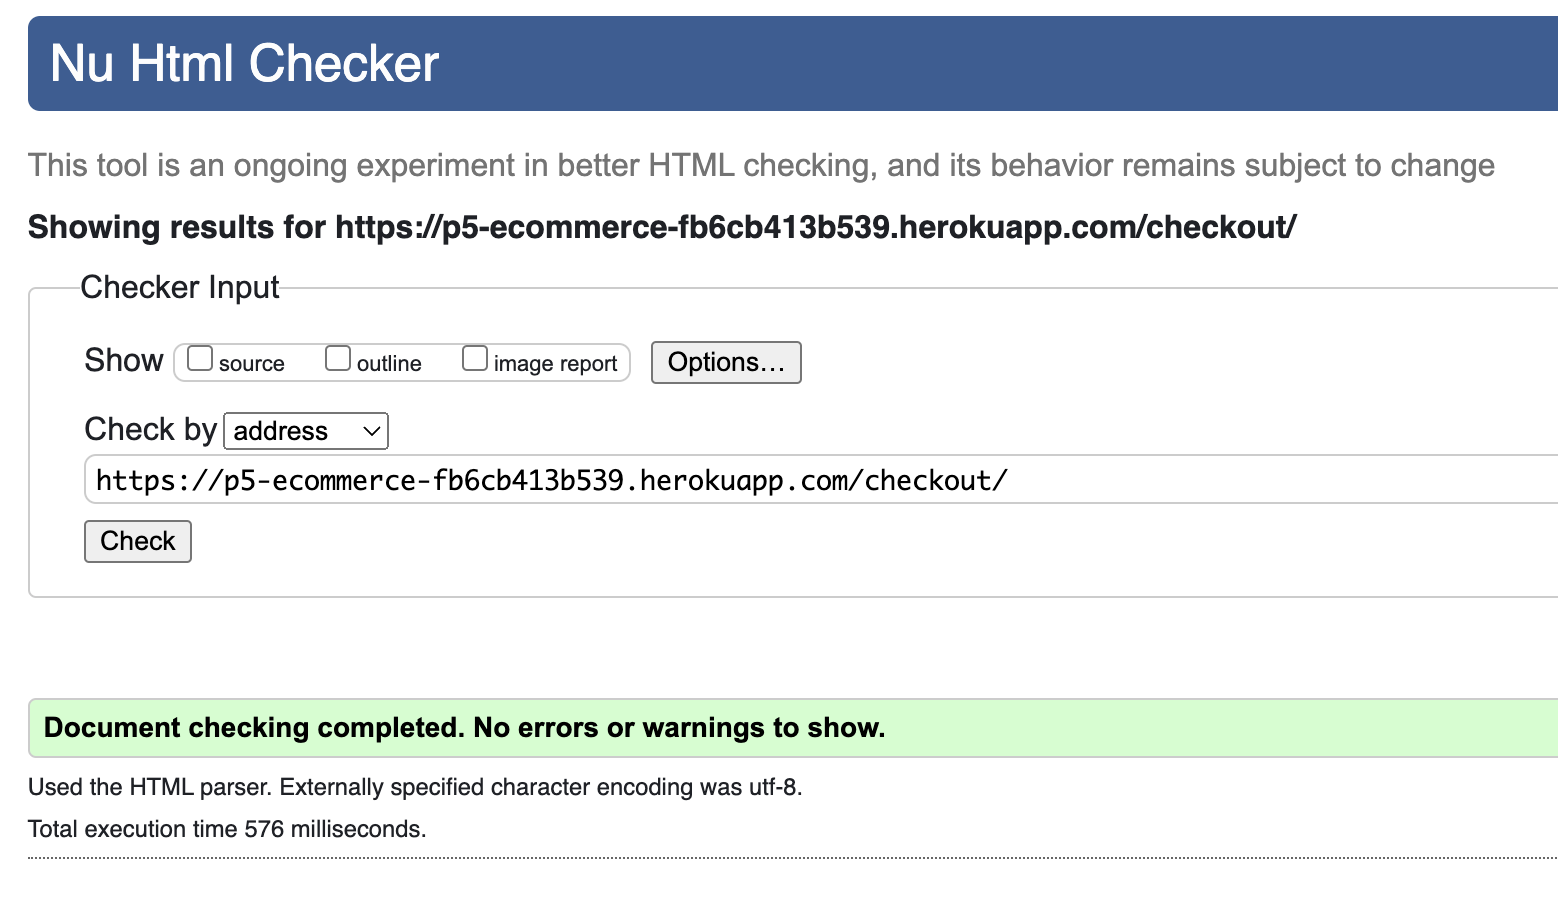 Nu Html Checker
This tool is an ongoing experiment in better HTML checking, and its behavior remains subject to change
Showing results for https://p5-ecommerce-fb6cb413b539.herokuapp.com/checkout/
Checker Input
Show source outline image report Options...
Check by address
https://p5-ecommerce-fb6cb413b539.herokuapp.com/checkout/
Check
Document checking completed. No errors or warnings to show.
Used the HTML parser. Externally specified character encoding was utf-8.
Total execution time 576 milliseconds.